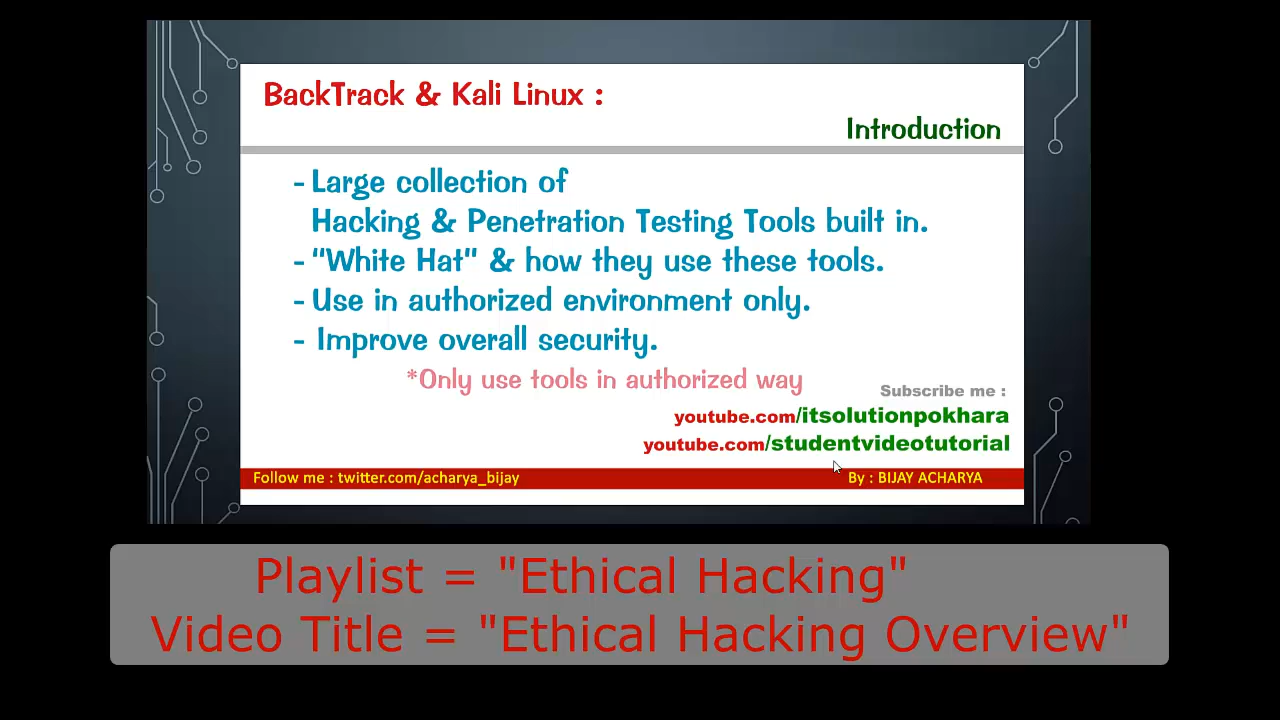 BackTrack & Kali Linux :
Introduction
- Large collection of
Hacking & Penetration Testing Tools built in.
- “White Hat” & how they use these tools.
- Use in authorized environment only.
- Improve overall security.
*Only use tools in authorized way
Subscribe me :
youtube.com/itsolutionpokhara
youtube.com/studentvideotutorial
Follow me : twitter.com/acharya_bijay
By : BIJAY ACHARYA
Playlist = "Ethical Hacking"
Video Title = "Ethical Hacking Overview"